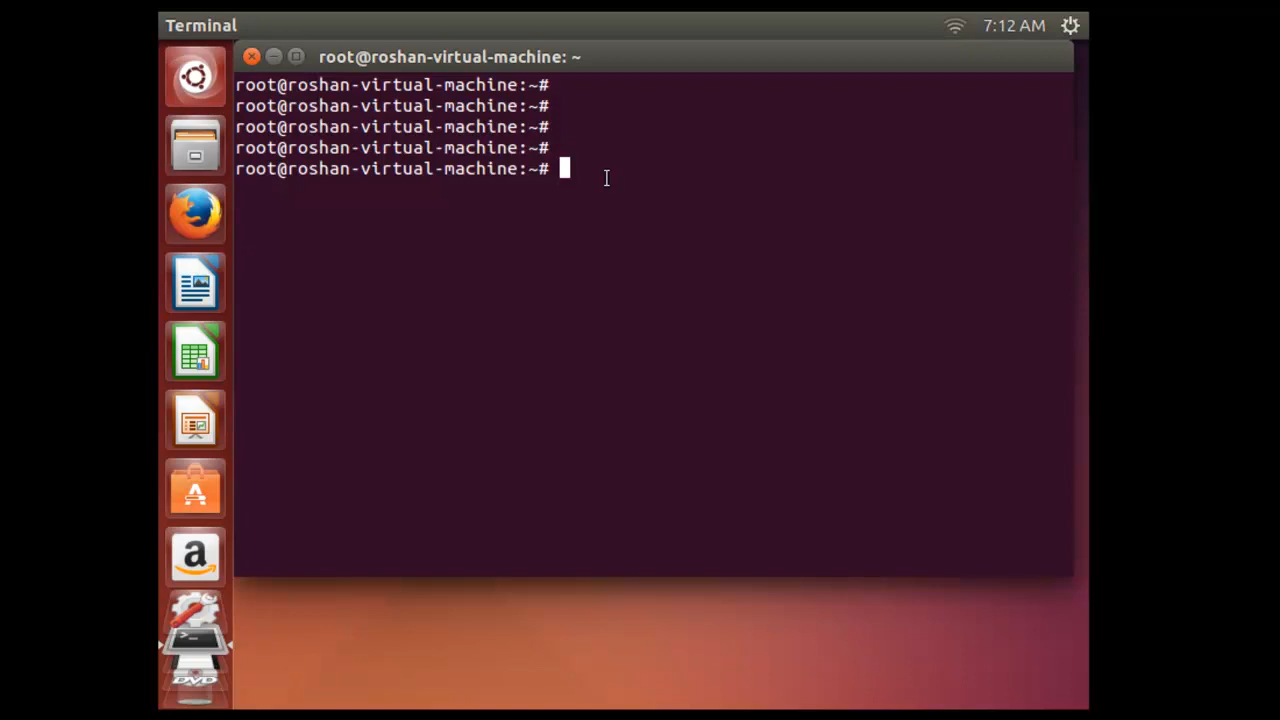 Terminal
7:12 AM
root@roshan-virtual-machine: ~
root@roshan-virtual-machine:~#
root@roshan-virtual-machine:~#
root@roshan-virtual-machine:~#
root@roshan-virtual-machine:~#
root@roshan-virtual-machine:~#
A
a
>_
DVD